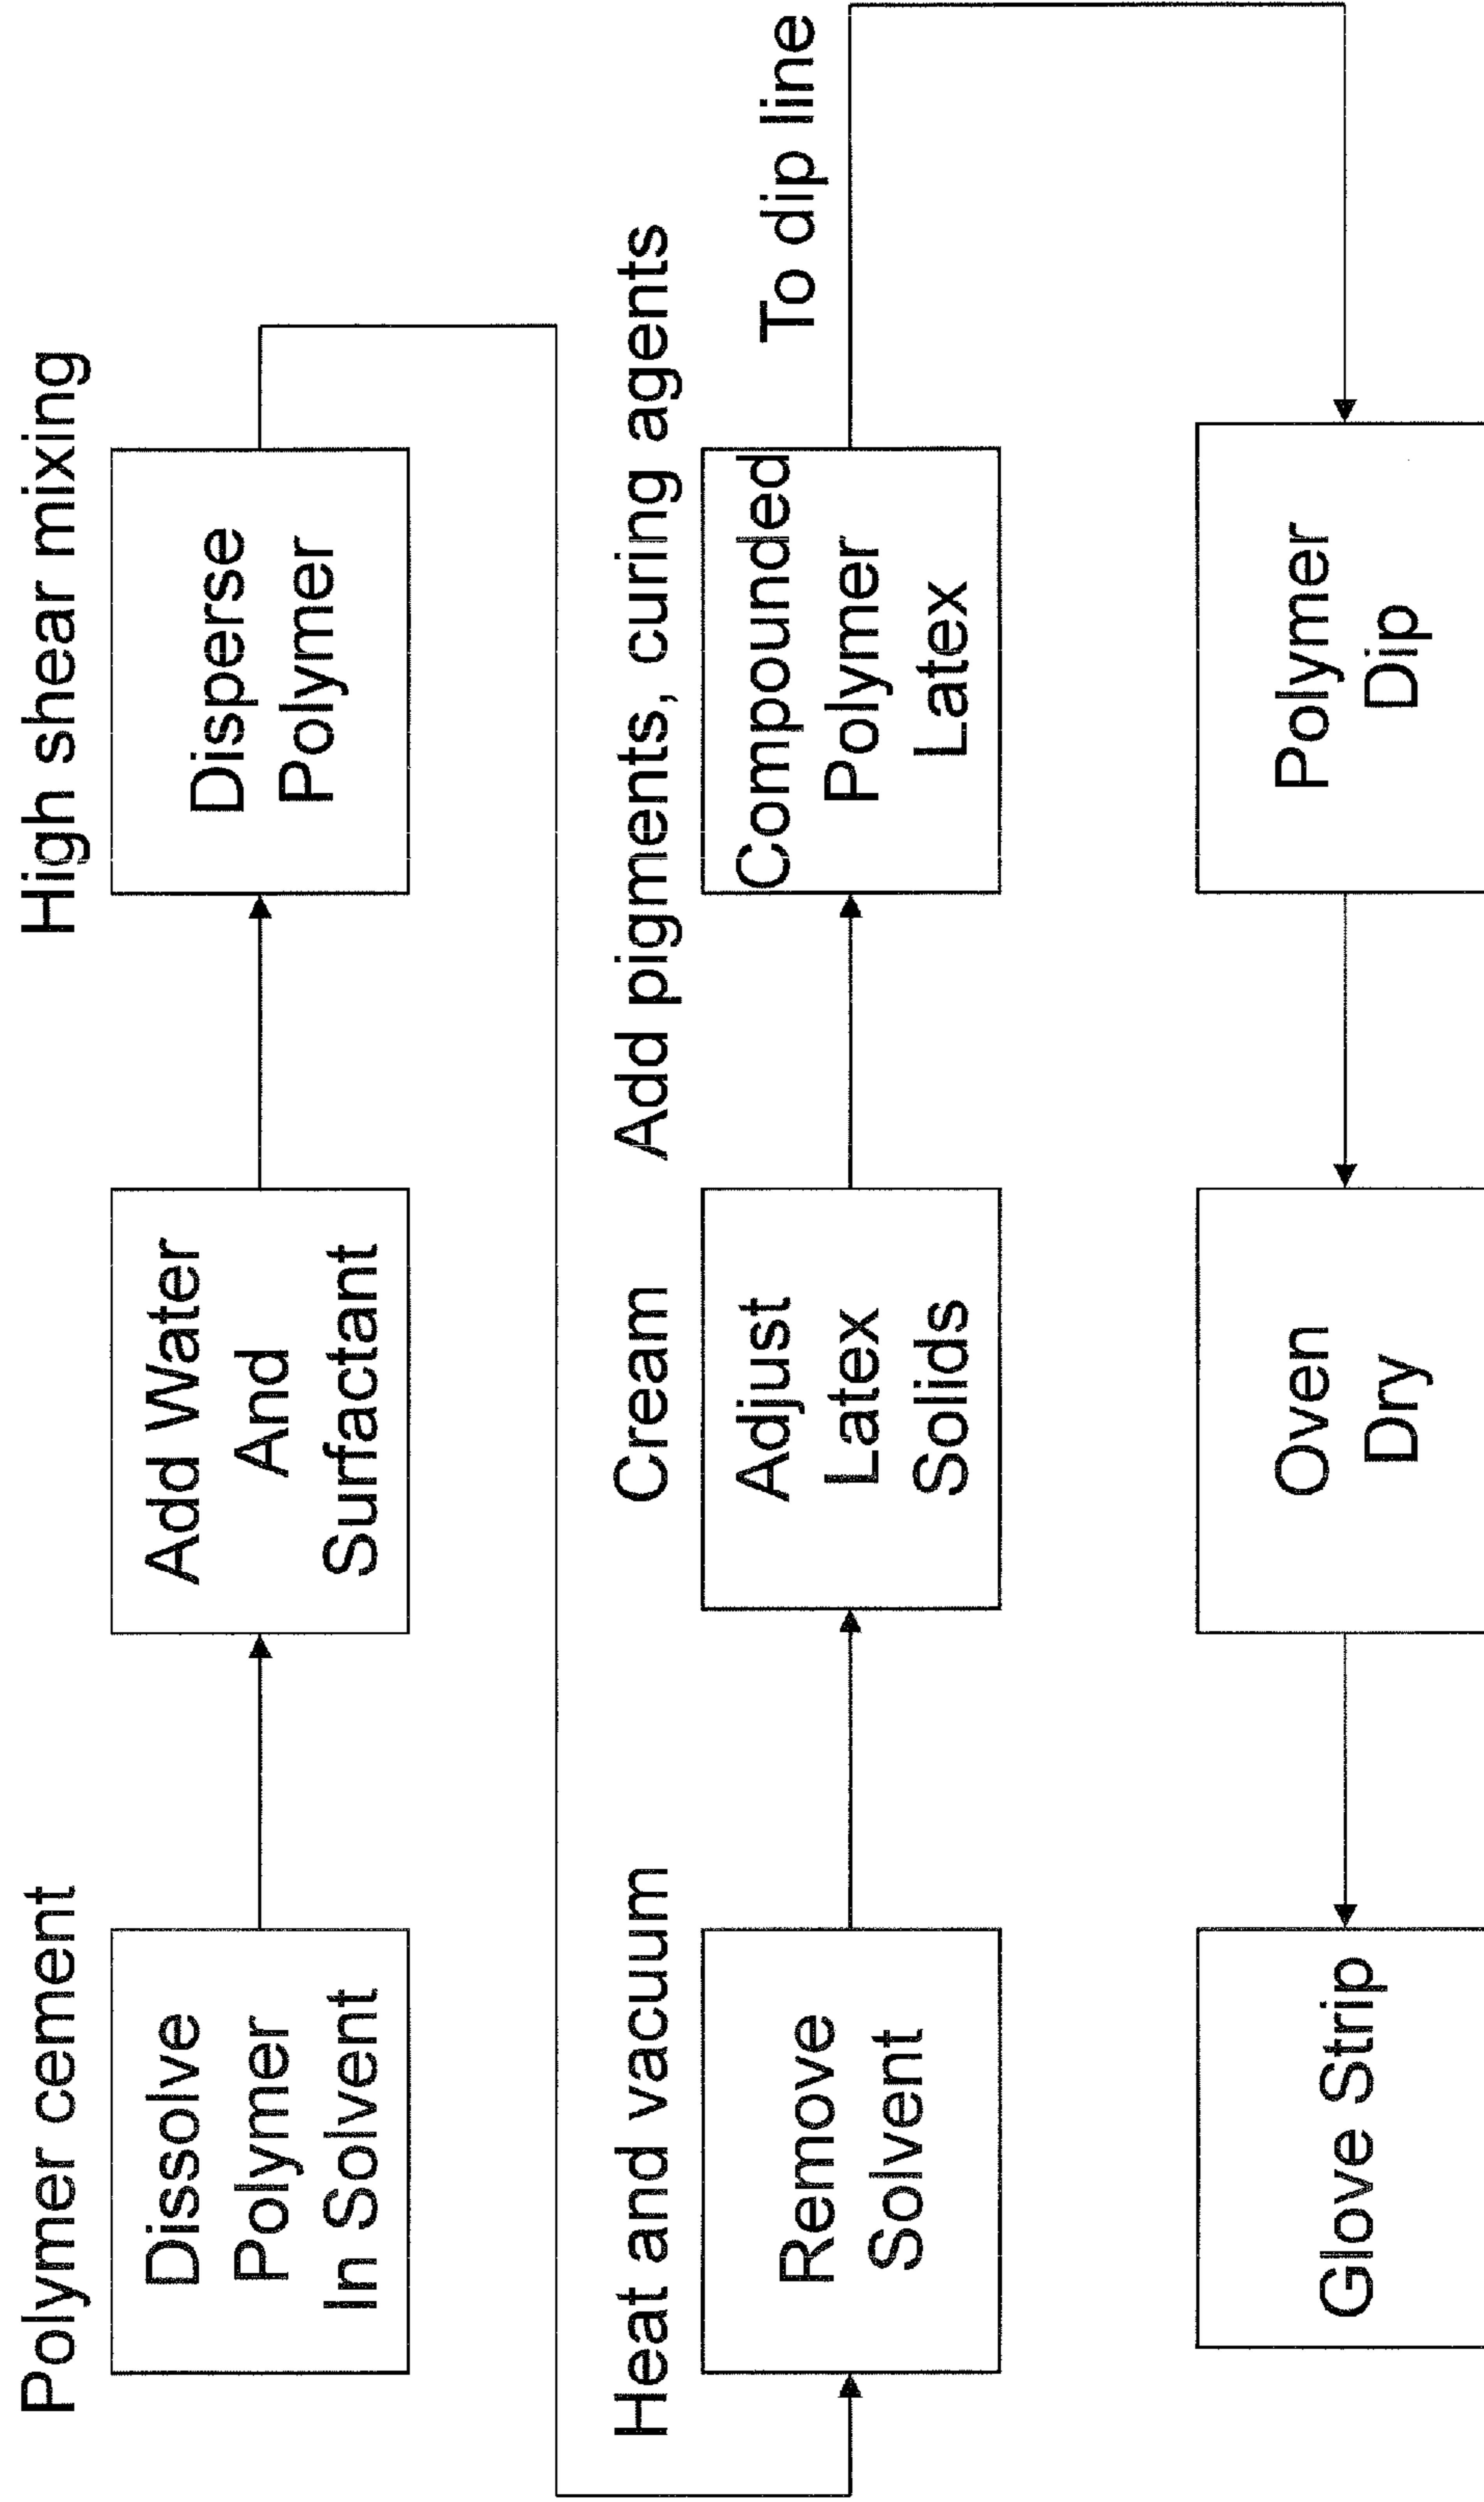 Polymer cement
Dissolve
Polymer
In Solvent
Add Water
And
Surfactant
High shear mixing
Disperse
Polymer
Heat and vacuum
Remove
Solvent
Cream
Adjust
Latex
Solids
Add pigments, curing agents
Compounded
Polymer
Latex
To dip line
Polymer
Dip
Oven
Dry
Glove Strip